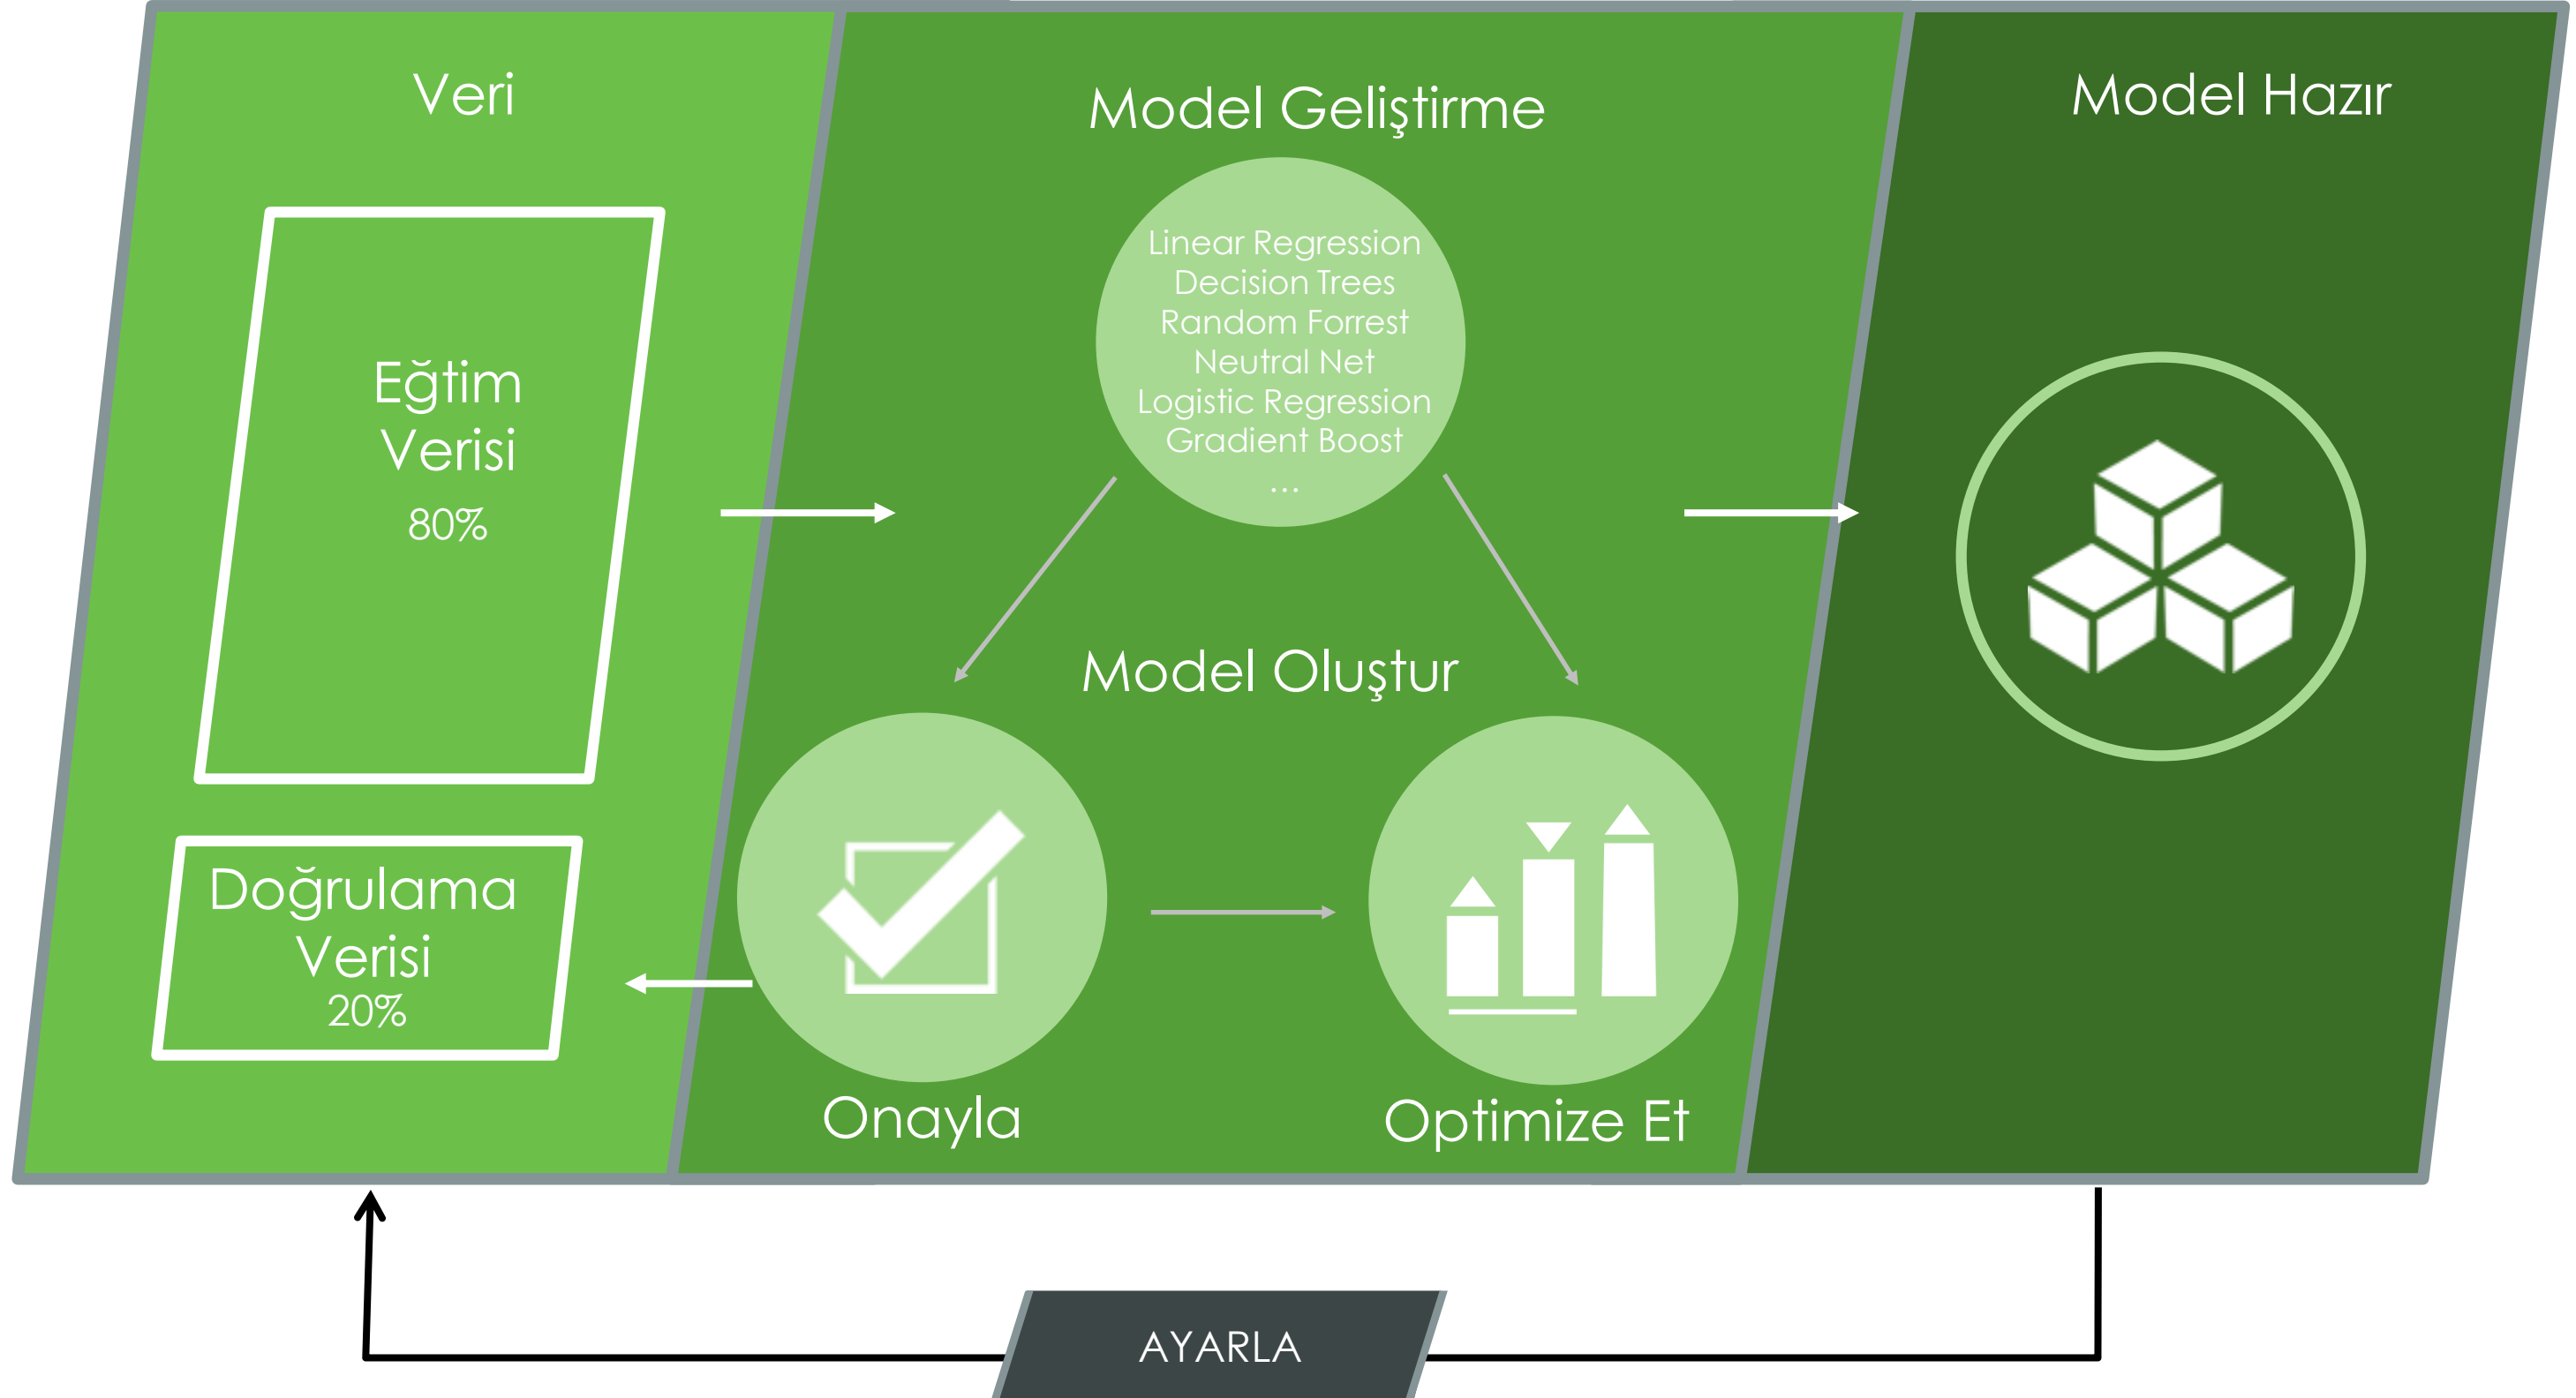 Veri
Eğtim
Verisi
80%
Doğrulama
Verisi
20%
Model Geliştirme
Linear Regression
Decision Trees
Random Forrest
Neutral Net
Logistic Regression
Gradient Boost
...
Model Oluştur
Onayla
Optimize Et
Model Hazır
AYARLA